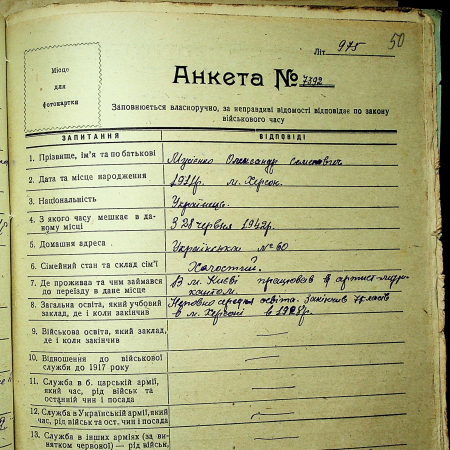 50
Літ 975
Місце
для
фотокартки
Анкета № 7392
Заповнюється власноручно, за неправдиві відомості відповідає по закону
військового часу
ЗАПИТАННЯ ВІДПОВІДІ
1. Прізвище, ім'я та по батькові Олександр Семенович
2. Дата та місце народження 1911р. м. Херсон.
3. Національність Українець.
4. З якого часу мешкає в да-
ному місці З 28 червня 1942р.
5. Домашня адреса Українська № 60
6. Сімейний стан та склад сім'ї Холостий.
7. Де проживав та чим займався
до переїзду в дане місце В м. Києві працював
8. Загальна освіта, який учбовий
заклад, де і коли закінчив Неповно середня освіта. Закінчив 7 класів
в м. Херсоні в 1928р.
9. Військова освіта, який заклад,
де і коли закінчив —
10. Відношення до військової
служби до 1917 року —
11. Служба в б. царській армії,
який час, рід військ та
останній чин і посада —
12. Служба в Українській армії, який
час, рід військ та ост. чин і посада —
13. Служба в інших арміях (за ви-
нятком червоної) — рід військ, —